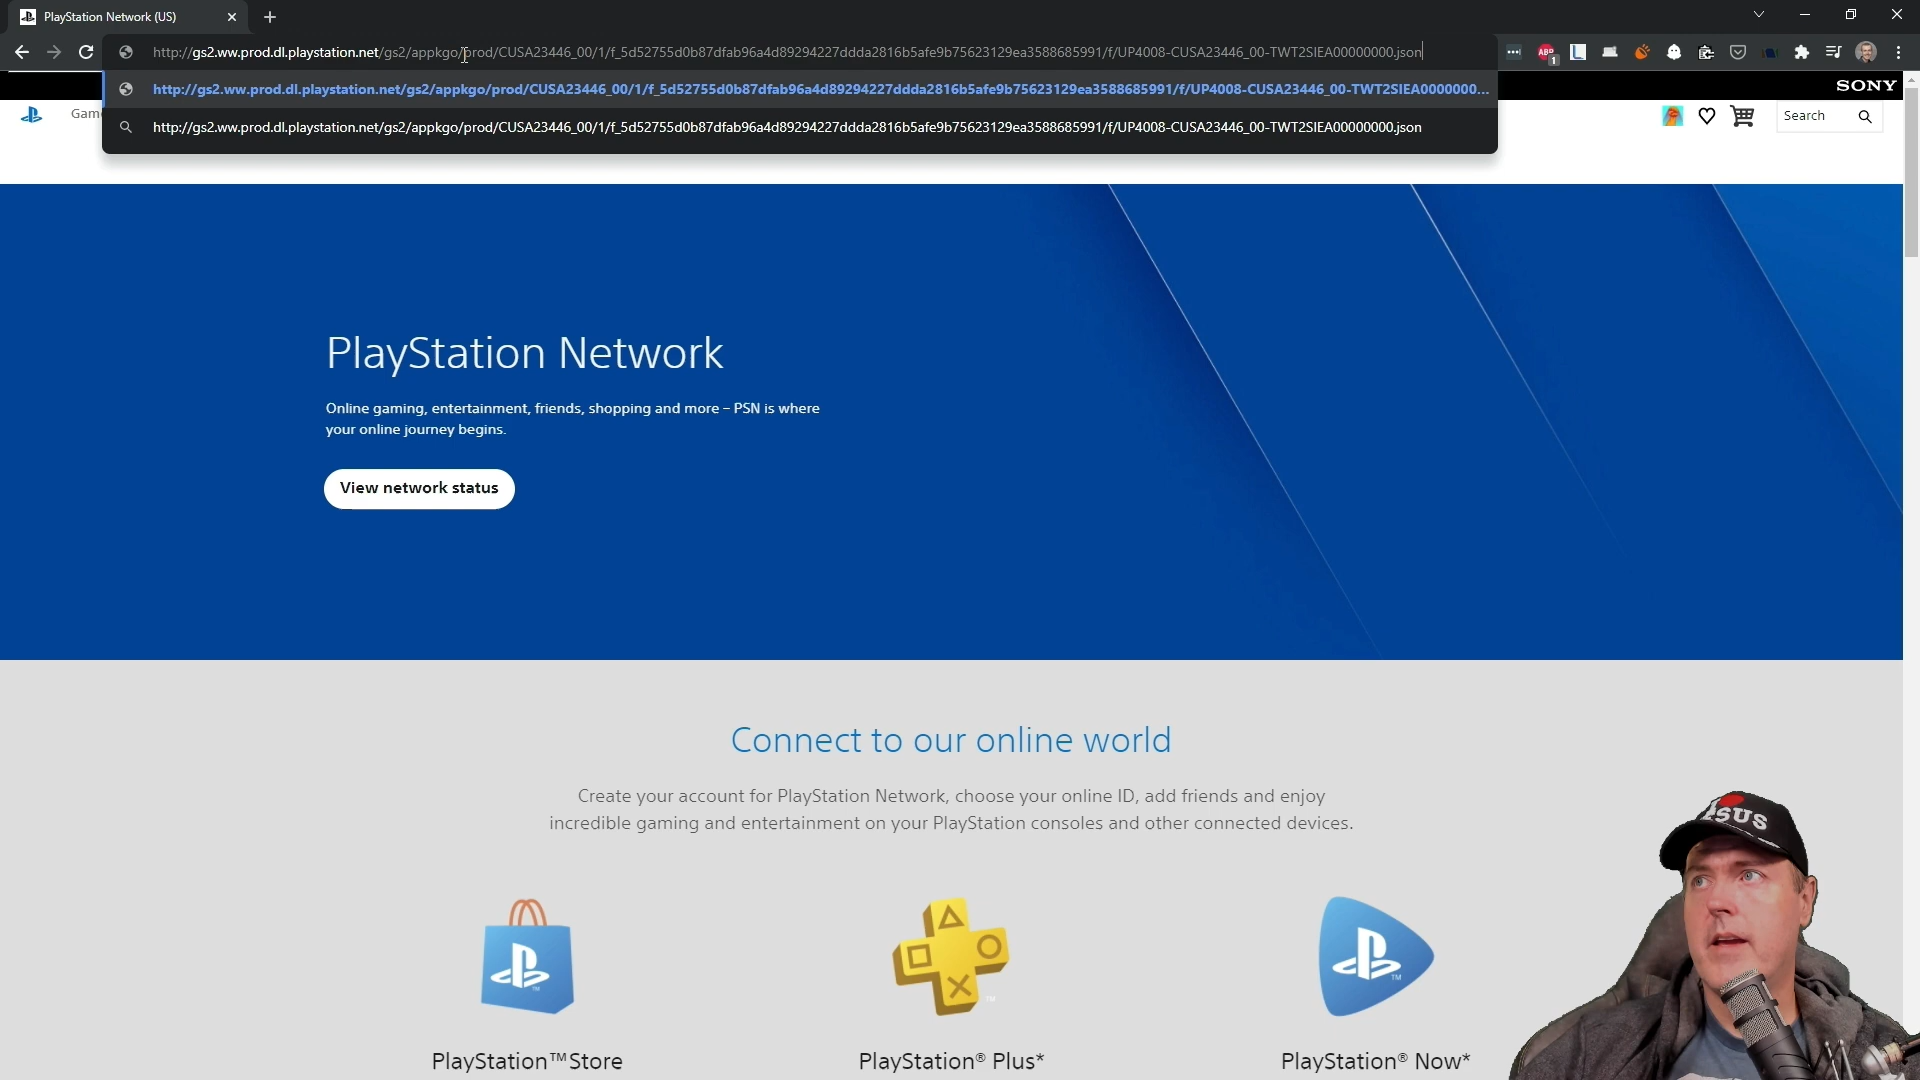 PlayStation Network (US)
http://gs2.ww.prod.dl.playstation.net/gs2/appkgo/prod/CUSA23446_00/1/f_5d52755d0b87dfab96a4d89294227ddda2816b5afe9b75623129ea3588685991/f/UP4008-CUSA23446_00-TWT2SIEA00000000.json
ABP
1
http://gs2.ww.prod.dl.playstation.net/gs2/appkgo/prod/CUSA23446_00/1/f_5d52755d0b87dfab96a4d89294227ddda2816b5afe9b75623129ea3588685991/f/UP4008-CUSA23446_00-TWT2SIEA0000000...
SONY
Game
http://gs2.ww.prod.dl.playstation.net/gs2/appkgo/prod/CUSA23446_00/1/f_5d52755d0b87dfab96a4d89294227ddda2816b5afe9b75623129ea3588685991/f/UP4008-CUSA23446_00-TWT2SIEA00000000.json
Search
PlayStation Network
Online gaming, entertainment, friends, shopping and more – PSN is where
your online journey begins.
View network status
Connect to our online world
Create your account for PlayStation Network, choose your online ID, add friends and enjoy
incredible gaming and entertainment on your PlayStation consoles and other connected devices.
PlayStation™Store
PlayStation® Plus*
PlayStation® Now*